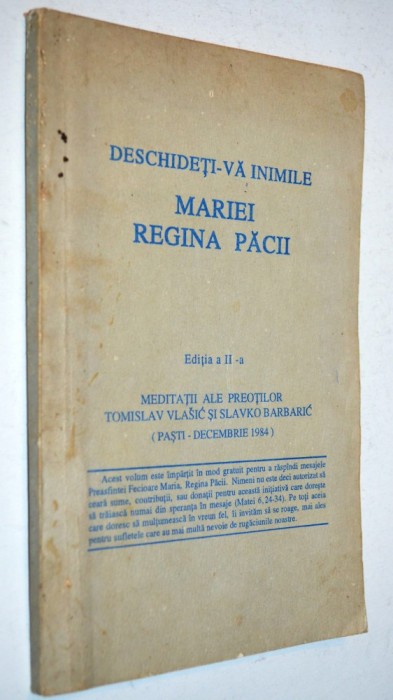 DESCHIDEȚI-VĂ INIMILE
MARIEI
REGINA PĂCII
Ediția a II -a
MEDITAȚII ALE PREOȚILOR
TOMISLAV VLAŠIĆ ȘI SLAVKO BARBARIĆ
( PAȘTI - DECEMBRIE 1984 )
Acest volum este împărțit în mod gratuit pentru a răspîndi mesajele
Preasfintei Fecioare Maria, Regina Păcii. Nimeni nu este deci autorizat să
ceară sume, contribuții, sau donații pentru această inițiativă care dorește
să trăiască numai din speranța în mesaje (Matei 6,24-34). Pe toți aceia
care doresc să mulțumească în vreun fel, îi invităm să se roage, mai ales
pentru sufletele care au mai multă nevoie de rugăciunile noastre.